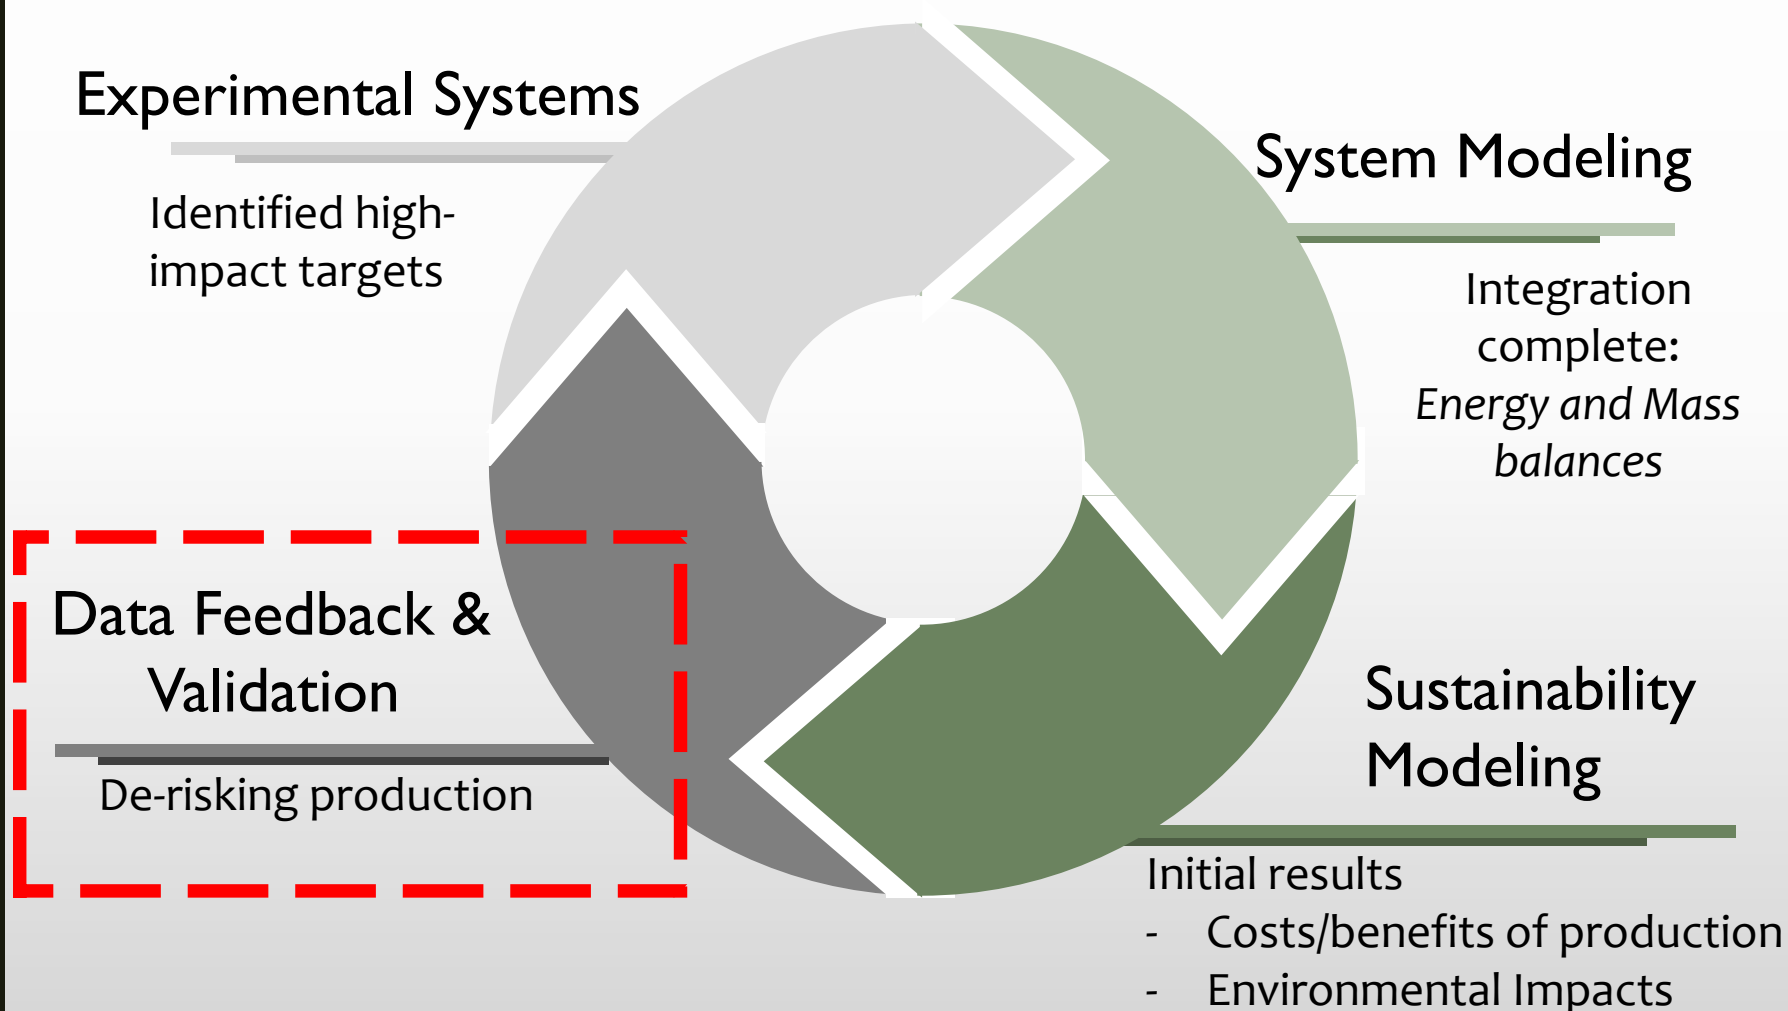 Experimental Systems
Identified high-
impact targets
System Modeling
Integration
complete:
Energy and Mass
balances
Data Feedback &
Validation
De-risking production
Sustainability
Modeling
Initial results
- Costs/benefits of production
- Environmental Impacts